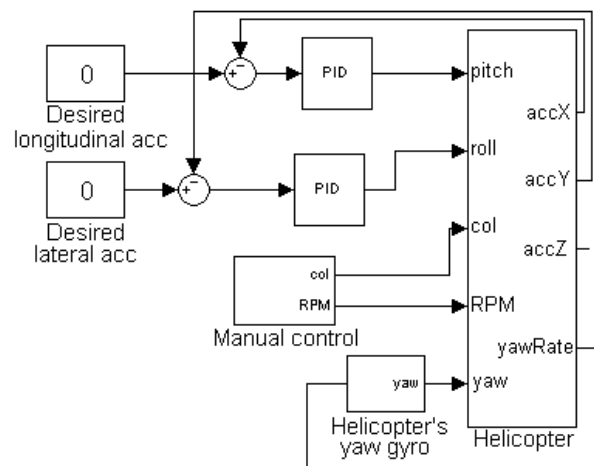 0
PID
pitch
Desired
longitudinal acc
accX
roll
0
PID
accY
Desired
lateral acc
col
accZ
col
RPM
RPM
Manual control
yawRate
yaw
yaw
Helicopter's
yaw gyro
Helicopter